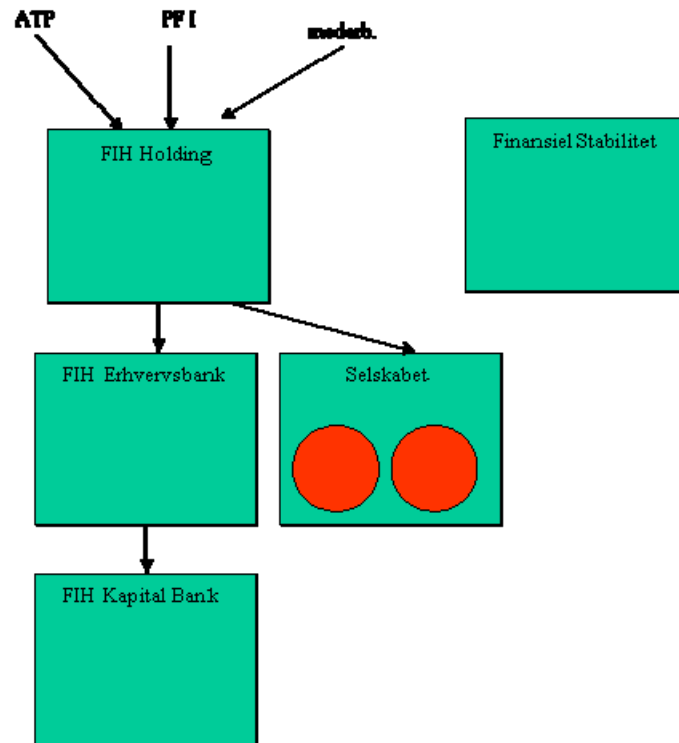 ATP
PFI
medarb.
FIH Holding
Finansiel Stabilitet
FIH Erhvervsbank
Selskabet
FIH Kapital Bank